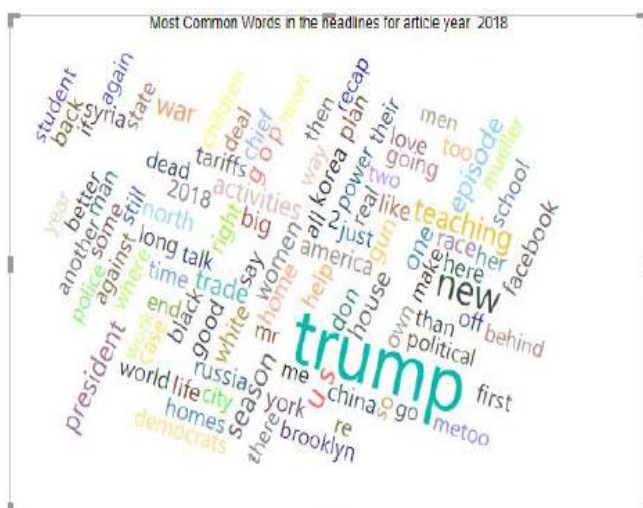 Most Common Words in the headlines for article year 2018
student
back
if
syria
again
state
war
children
deal
chief
gop
heart
then
recap
plan
their
men
love
going
too
episode
mueller
school
facebook
dead
tariffs
2018
activities
way
all
korea
power
two
real
like
teaching
year
better
another
man
some
still
north
right
big
women
2
just
gun
one
race
her
here
make
new
police
against
where
long
talk
time
trade
say
home
america
help
don
house
own
than
off
behind
political
president
end
work
case
black
good
white
mr
trump
first
world
life
city
russia
season
me
us
china
so
go
metoo
homes
democrats
there
york
brooklyn
re